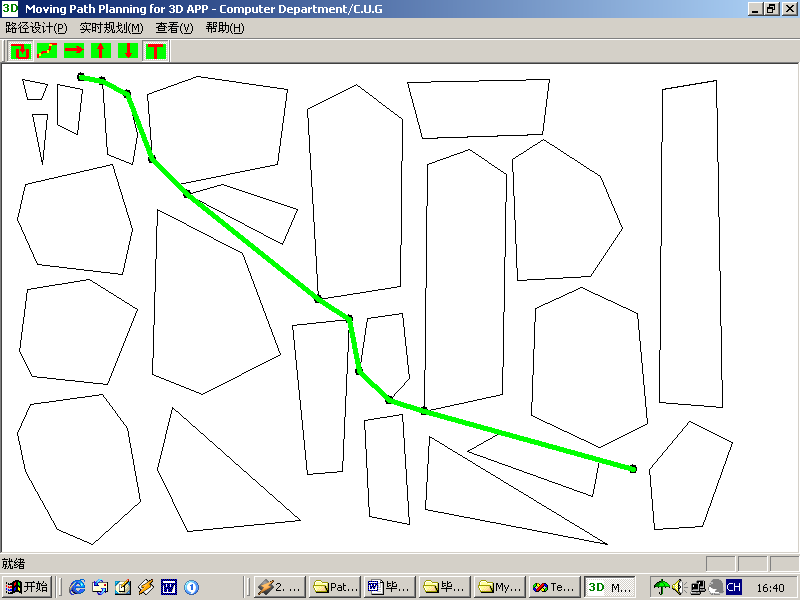 3D Moving Path Planning for 3D APP - Computer Department/C.U.G
路径设计(P) 实时规划(M) 查看(V) 帮助(H)
就绪
开始 2. ... Pat... 毕... 毕... My... Te... 3D M... CH 16:40